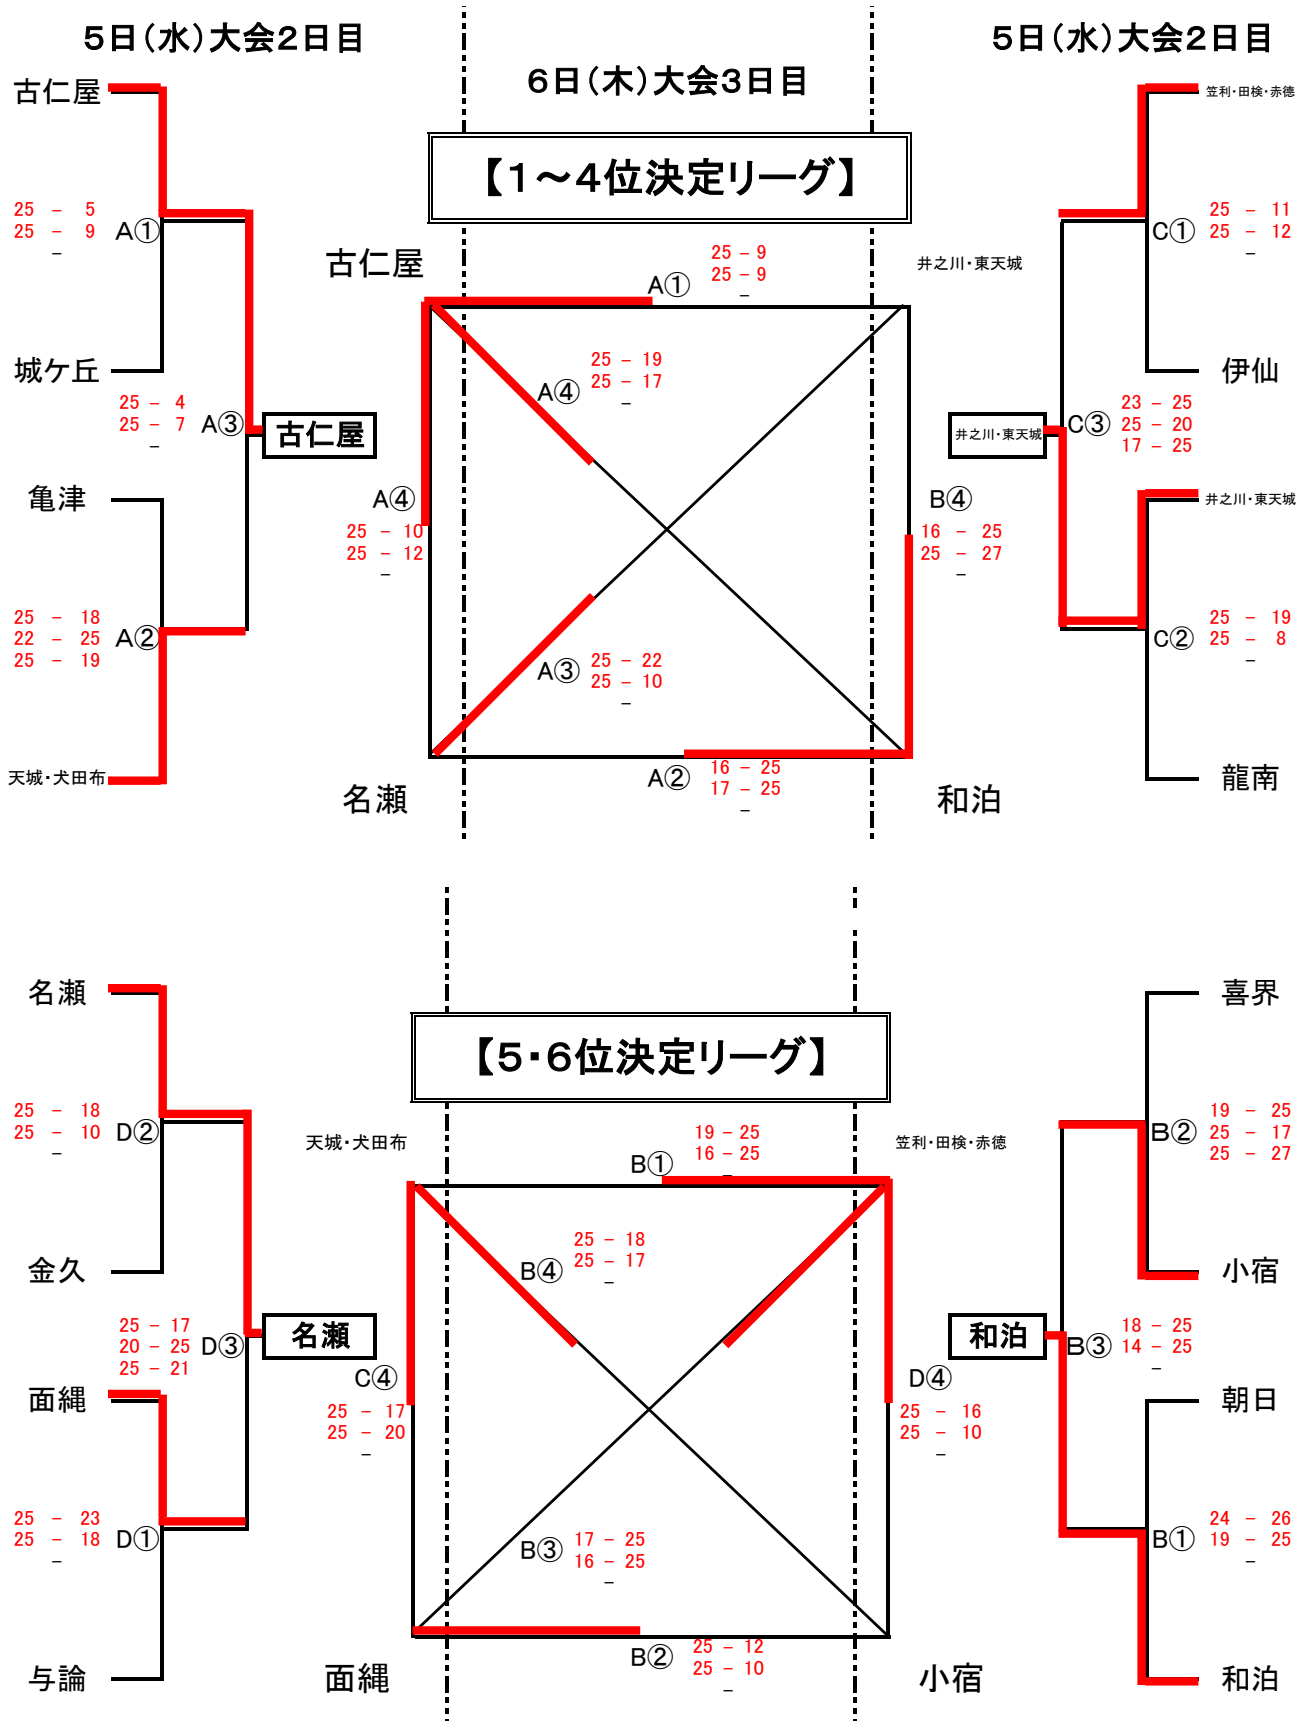 5日(水)大会2日目
6日(木)大会3日目
5日(水)大会2日目
【1～4位決定リーグ】
古仁屋
25 － 5
25 － 9
－
A①
城ケ丘
25 － 4
25 － 7
－
A③
古仁屋
亀津
25 － 18
22 － 25
25 － 19
A②
天城・犬田布
古仁屋
井之川・東天城
A①
25 － 9
25 － 9
－
A④
25 － 19
25 － 17
－
A④
25 － 10
25 － 12
－
B④
16 － 25
25 － 27
－
A③
25 － 22
25 － 10
－
A②
16 － 25
17 － 25
－
名瀬
和泊
笠利・田検・赤徳
C①
25 － 11
25 － 12
－
伊仙
井之川・東天城
C③
23 － 25
25 － 20
17 － 25
井之川・東天城
C②
25 － 19
25 － 8
－
龍南
【5・6位決定リーグ】
名瀬
25 － 18
25 － 10
－
D②
金久
25 － 17
20 － 25
25 － 21
D③
名瀬
面縄
25 － 23
25 － 18
－
D①
与論
天城・犬田布
笠利・田検・赤徳
B①
19 － 25
16 － 25
－
B④
25 － 18
25 － 17
－
C④
25 － 17
25 － 20
－
D④
25 － 16
25 － 10
－
B③
17 － 25
16 － 25
－
B②
25 － 12
25 － 10
－
面縄
小宿
喜界
B②
19 － 25
25 － 17
25 － 27
小宿
和泊
B③
18 － 25
14 － 25
－
朝日
B①
24 － 26
19 － 25
－
和泊